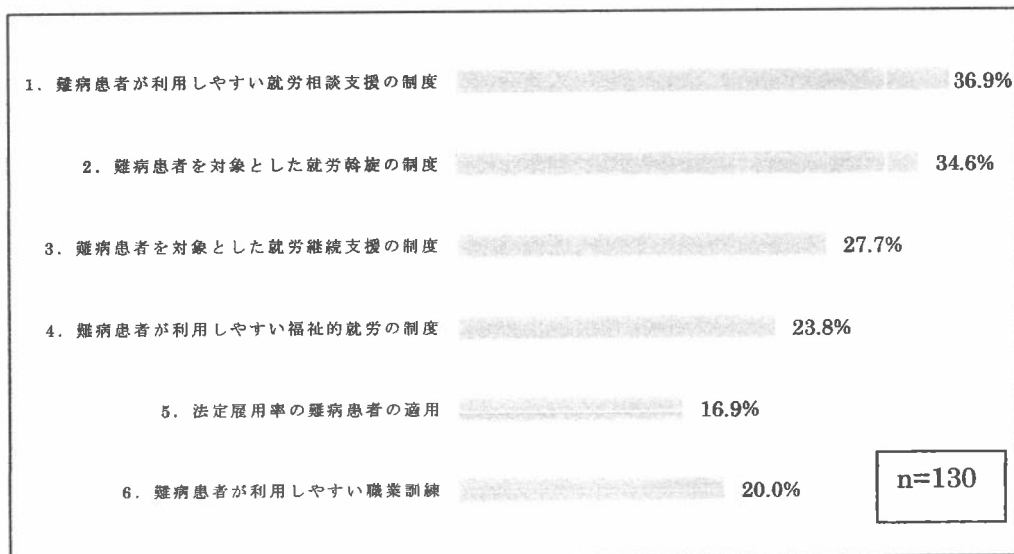 1. 難病患者が利用しやすい就労相談支援の制度 36.9%
2. 難病患者を対象とした就労斡旋の制度 34.6%
3. 難病患者を対象とした就労継続支援の制度 27.7%
4. 難病患者が利用しやすい福祉的就労の制度 23.8%
5. 法定雇用率の難病患者の適用 16.9%
6. 難病患者が利用しやすい職業訓練 20.0%
n=130